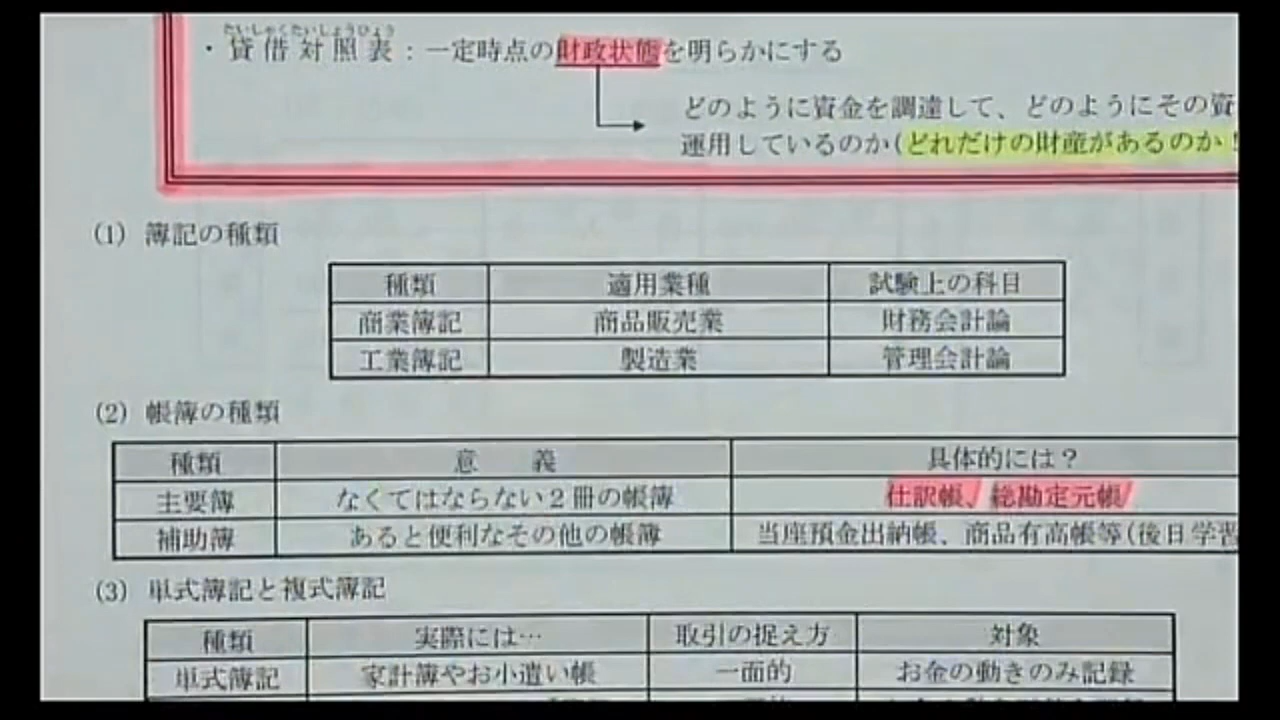 たいしゃくたいしょうひょう
・貸借対照表：一定時点の財政状態を明らかにする
どのように資金を調達して、どのようにその資
運用しているのか(どれだけの財産があるのか！
(1) 簿記の種類
種類 適用業種 試験上の科目
商業簿記 商品販売業 財務会計論
工業簿記 製造業 管理会計論
(2) 帳簿の種類
種類 意　義 具体的には？
主要簿 なくてはならない２冊の帳簿 仕訳帳、総勘定元帳
補助簿 あると便利なその他の帳簿 当座預金出納帳、商品有高帳等(後日学習
(3) 単式簿記と複式簿記
種類 実際には… 取引の捉え方 対象
単式簿記 家計簿やお小遣い帳 一面的 お金の動きのみ記録